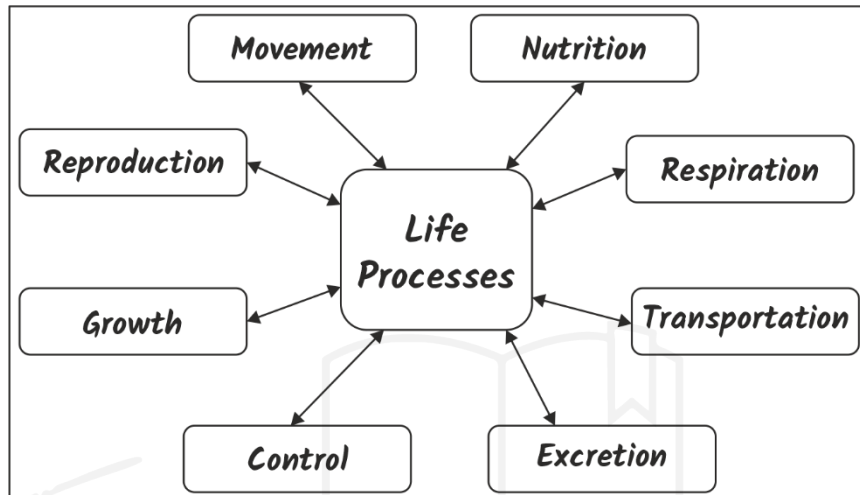 Movement
Nutrition
Reproduction
Respiration
Life
Processes
Growth
Transportation
Control
Excretion